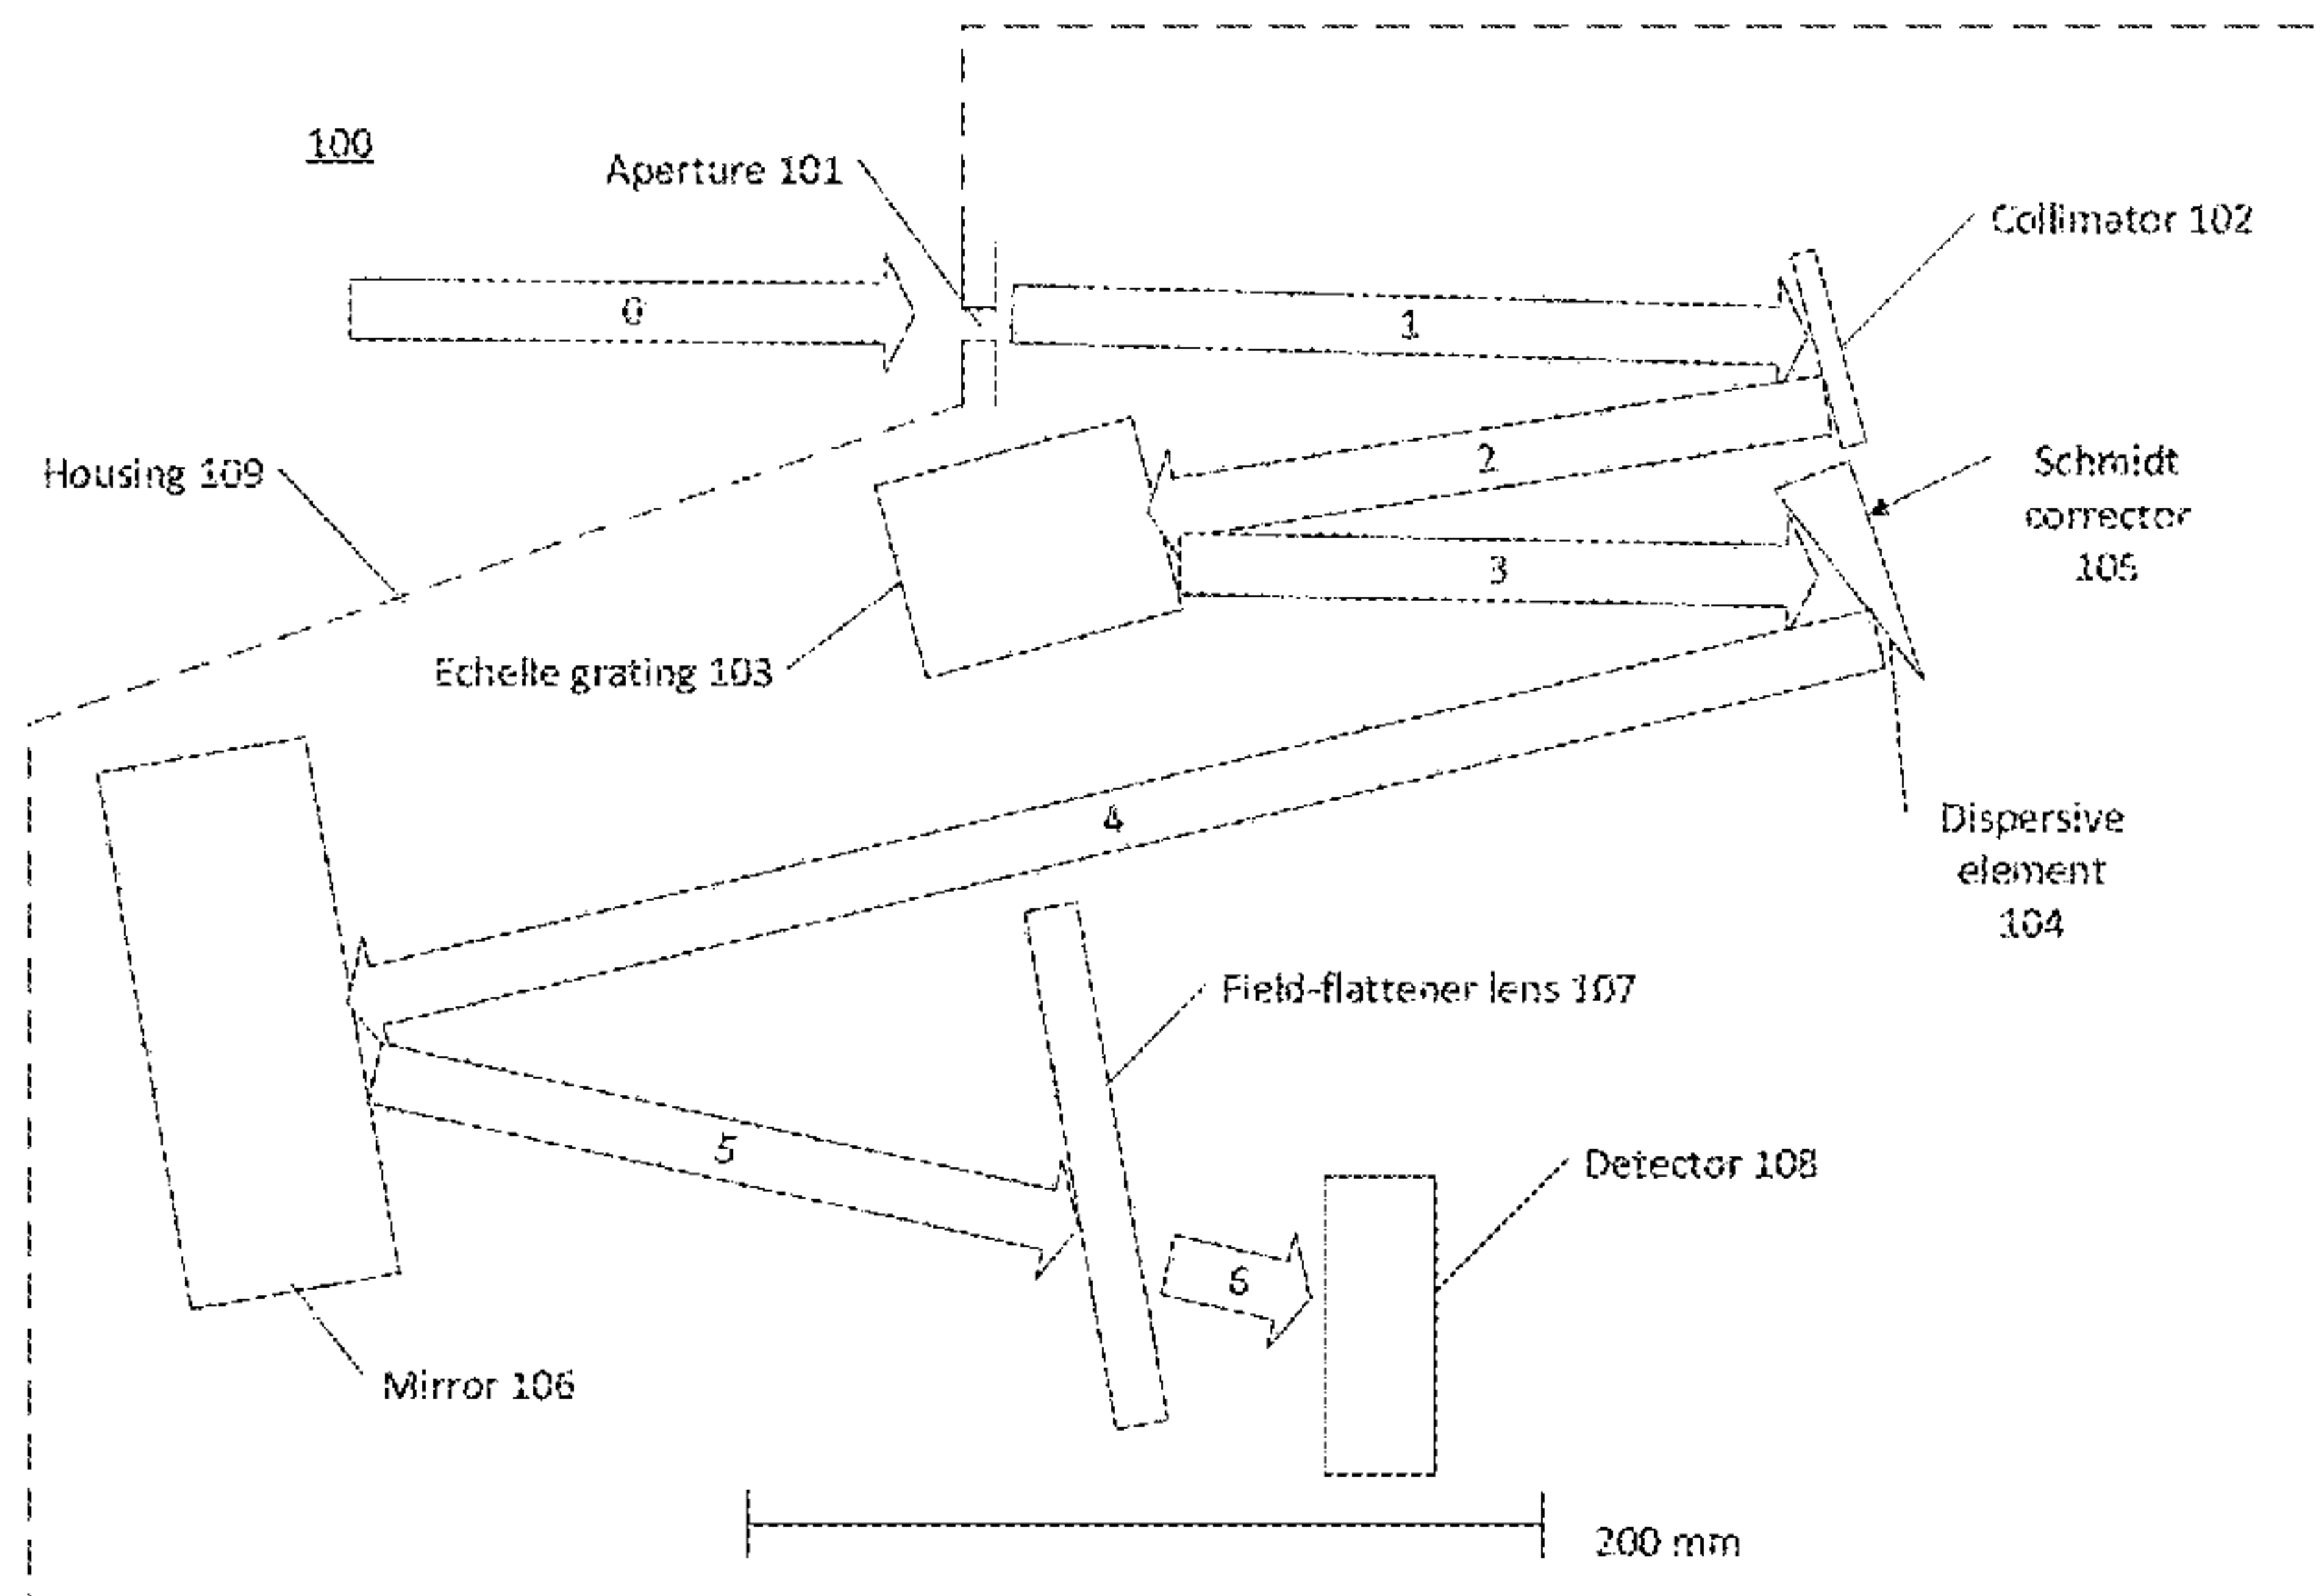 100
Aperture 101
Collimator 102
0
1
2
Housing 109
Schmidt
corrector
105
3
Echelle grating 103
4
Dispersive
element
104
Field-flattener lens 107
5
Detector 108
6
Mirror 106
200 mm